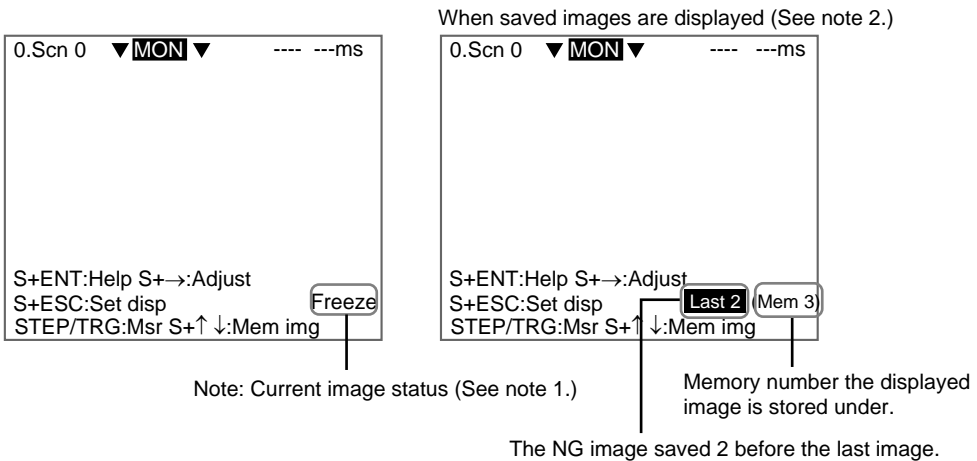 When saved images are displayed (See note 2.)
0.Scn 0 ▼ MON ▼ ---- ---ms
S+ENT:Help S+→:Adjust
S+ESC:Set disp Freeze
STEP/TRG:Msr S+↑↓:Mem img
Note: Current image status (See note 1.)
0.Scn 0 ▼ MON ▼ ---- ---ms
S+ENT:Help S+→:Adjust
S+ESC:Set disp Last 2 (Mem 3)
STEP/TRG:Msr S+↑↓:Mem img
Memory number the displayed
image is stored under.
The NG image saved 2 before the last image.